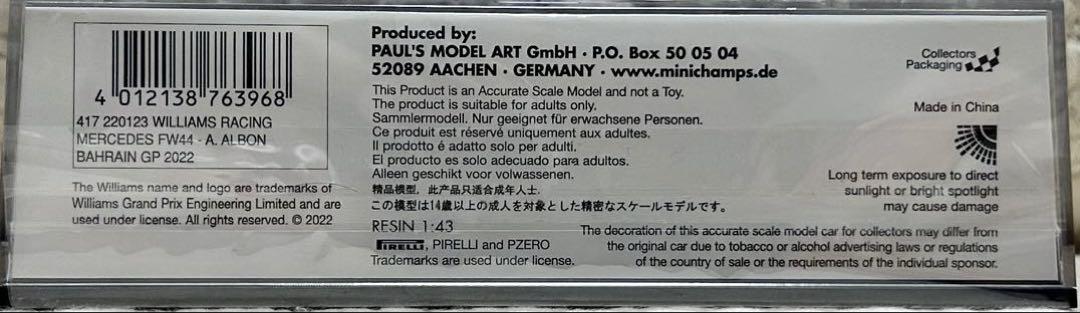 4 012138 763968
417 220123 WILLIAMS RACING
MERCEDES FW44 - A. ALBON
BAHRAIN GP 2022
The Williams name and logo are trademarks of
Williams Grand Prix Engineering Limited and are
used under license. All rights reserved. © 2022
Produced by:
PAUL'S MODEL ART GmbH · P.O. Box 50 05 04
52089 AACHEN · GERMANY · www.minichamps.de
This Product is an Accurate Scale Model and not a Toy.
The product is suitable for adults only.
Sammlermodell. Nur geeignet für erwachsene Personen.
Ce produit est réservé uniquement aux adultes.
Il prodotto é adatto solo per adulti.
El producto es solo adecuado para adultos.
Alleen geschikt voor volwassenen.
精品模型，此产品只适合成年人士.
この模型は14歳以上の成人を対象とした精密なスケールモデルです。
RESIN 1:43
PIRELLI, PIRELLI and PZERO
Trademarks are used under license.
Collectors
Packaging
Made in China
Long term exposure to direct
sunlight or bright spotlight
may cause damage
The decoration of this accurate scale model car for collectors may differ from
the original car due to tobacco or alcohol advertising laws or regulations
of the country of sale or the requirements of the individual sponsor.